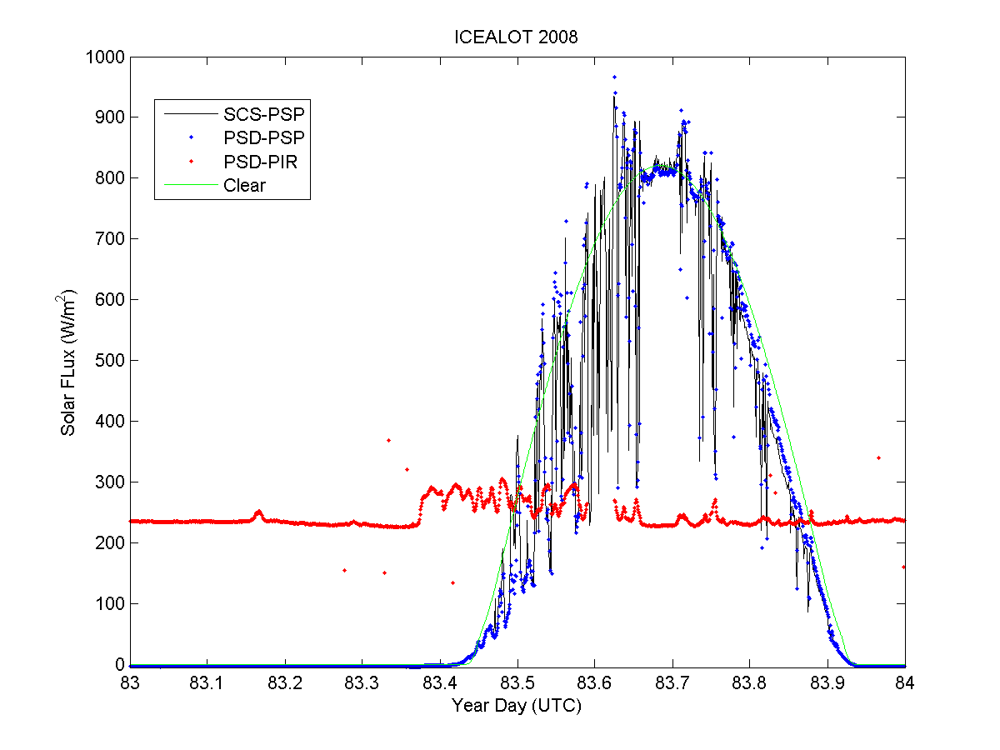 ICEALOT 2008
1000
900
800
700
600
500
400
300
200
100
0
Solar FLux (W/m²)
SCS-PSP
PSD-PSP
PSD-PIR
Clear
83 83.1 83.2 83.3 83.4 83.5 83.6 83.7 83.8 83.9 84
Year Day (UTC)